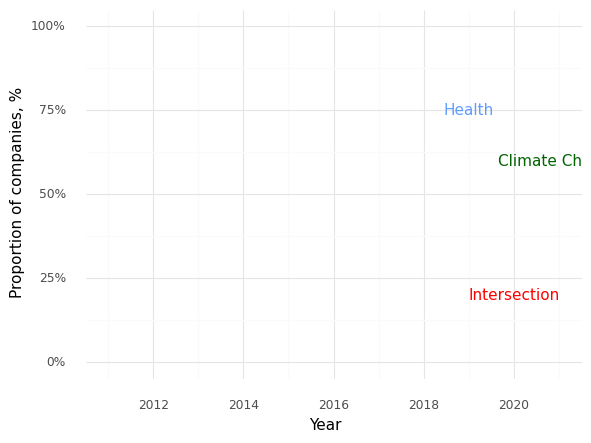 100%
Health
75%
Climate Ch
50%
25%
Intersection
0%
Proportion of companies, %
2012 2014 2016 2018 2020
Year